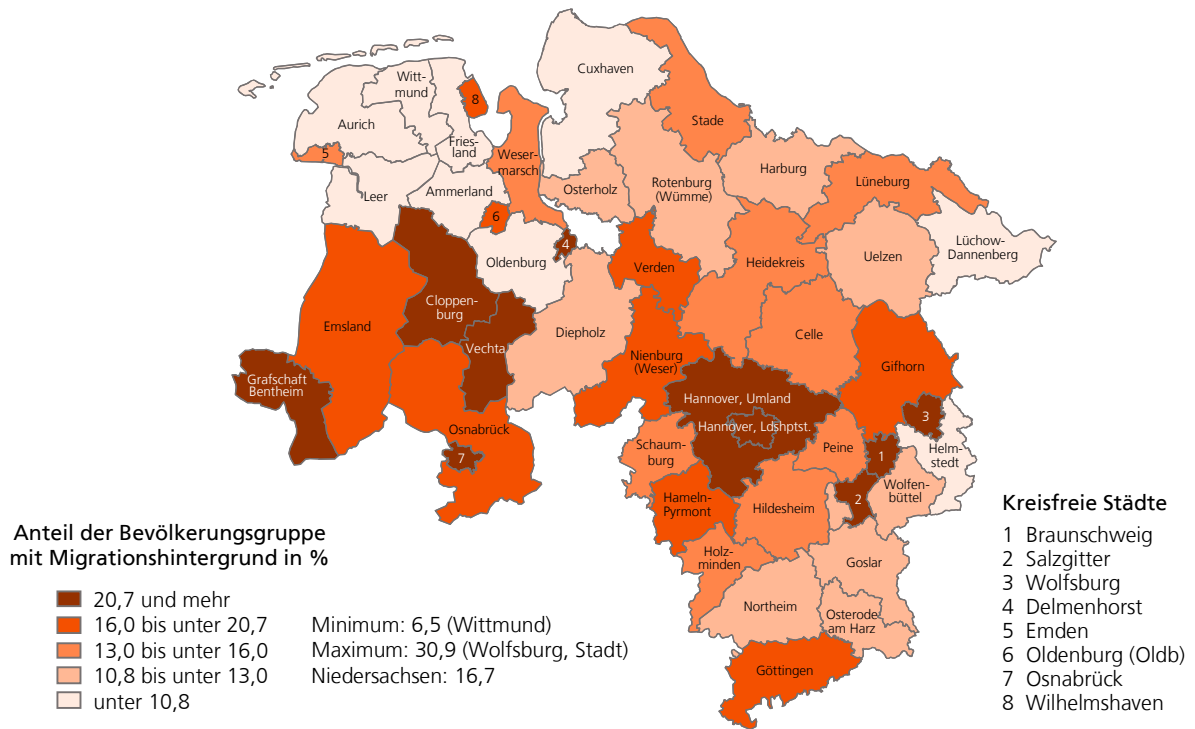 Cuxhaven
Witt-
mund
8
Aurich
Stade
Fries-
land
5
Weser-
marsch
Harburg
Rotenburg
(Wümme)
Lüneburg
Osterholz
Ammerland
Leer
6
4
Lüchow-
Dannenberg
Uelzen
Oldenburg
Verden
Heidekreis
Cloppen-
burg
Emsland
Diepholz
Celle
Vechta
Nienburg
(Weser)
Gifhorn
Grafschaft
Bentheim
Hannover, Umland
3
Hannover, Ldshptst.
Osnabrück
Schaum-
burg
Peine
1
Helm-
stedt
7
Wolfen-
büttel
2
Hameln-
Pyrmont
Hildesheim
Holz-
minden
Goslar
Northeim
Osterode
am Harz
Göttingen
Anteil der Bevölkerungsgruppe
mit Migrationshintergrund in %
20,7 und mehr
16,0 bis unter 20,7
13,0 bis unter 16,0
10,8 bis unter 13,0
unter 10,8
Minimum: 6,5 (Wittmund)
Maximum: 30,9 (Wolfsburg, Stadt)
Niedersachsen: 16,7
Kreisfreie Städte
1 Braunschweig
2 Salzgitter
3 Wolfsburg
4 Delmenhorst
5 Emden
6 Oldenburg (Oldb)
7 Osnabrück
8 Wilhelmshaven